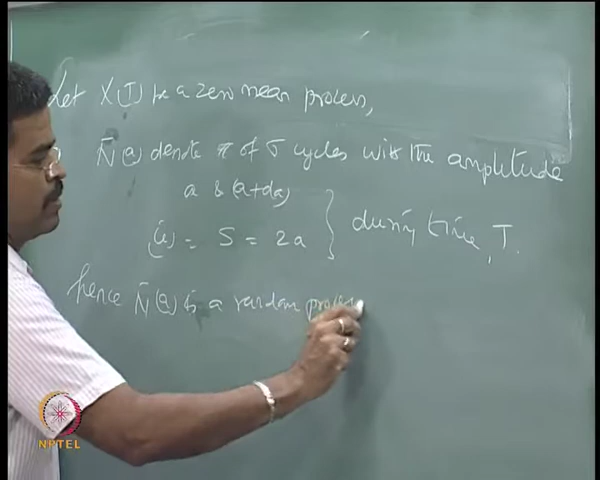 Let X(T) be a zero mean process,
N̄(a) denote # of σ cycles with the amplitude
a & (a+da)
(ie) = S = 2a } during time, T.
hence N̄(a) is a random process
NPTEL